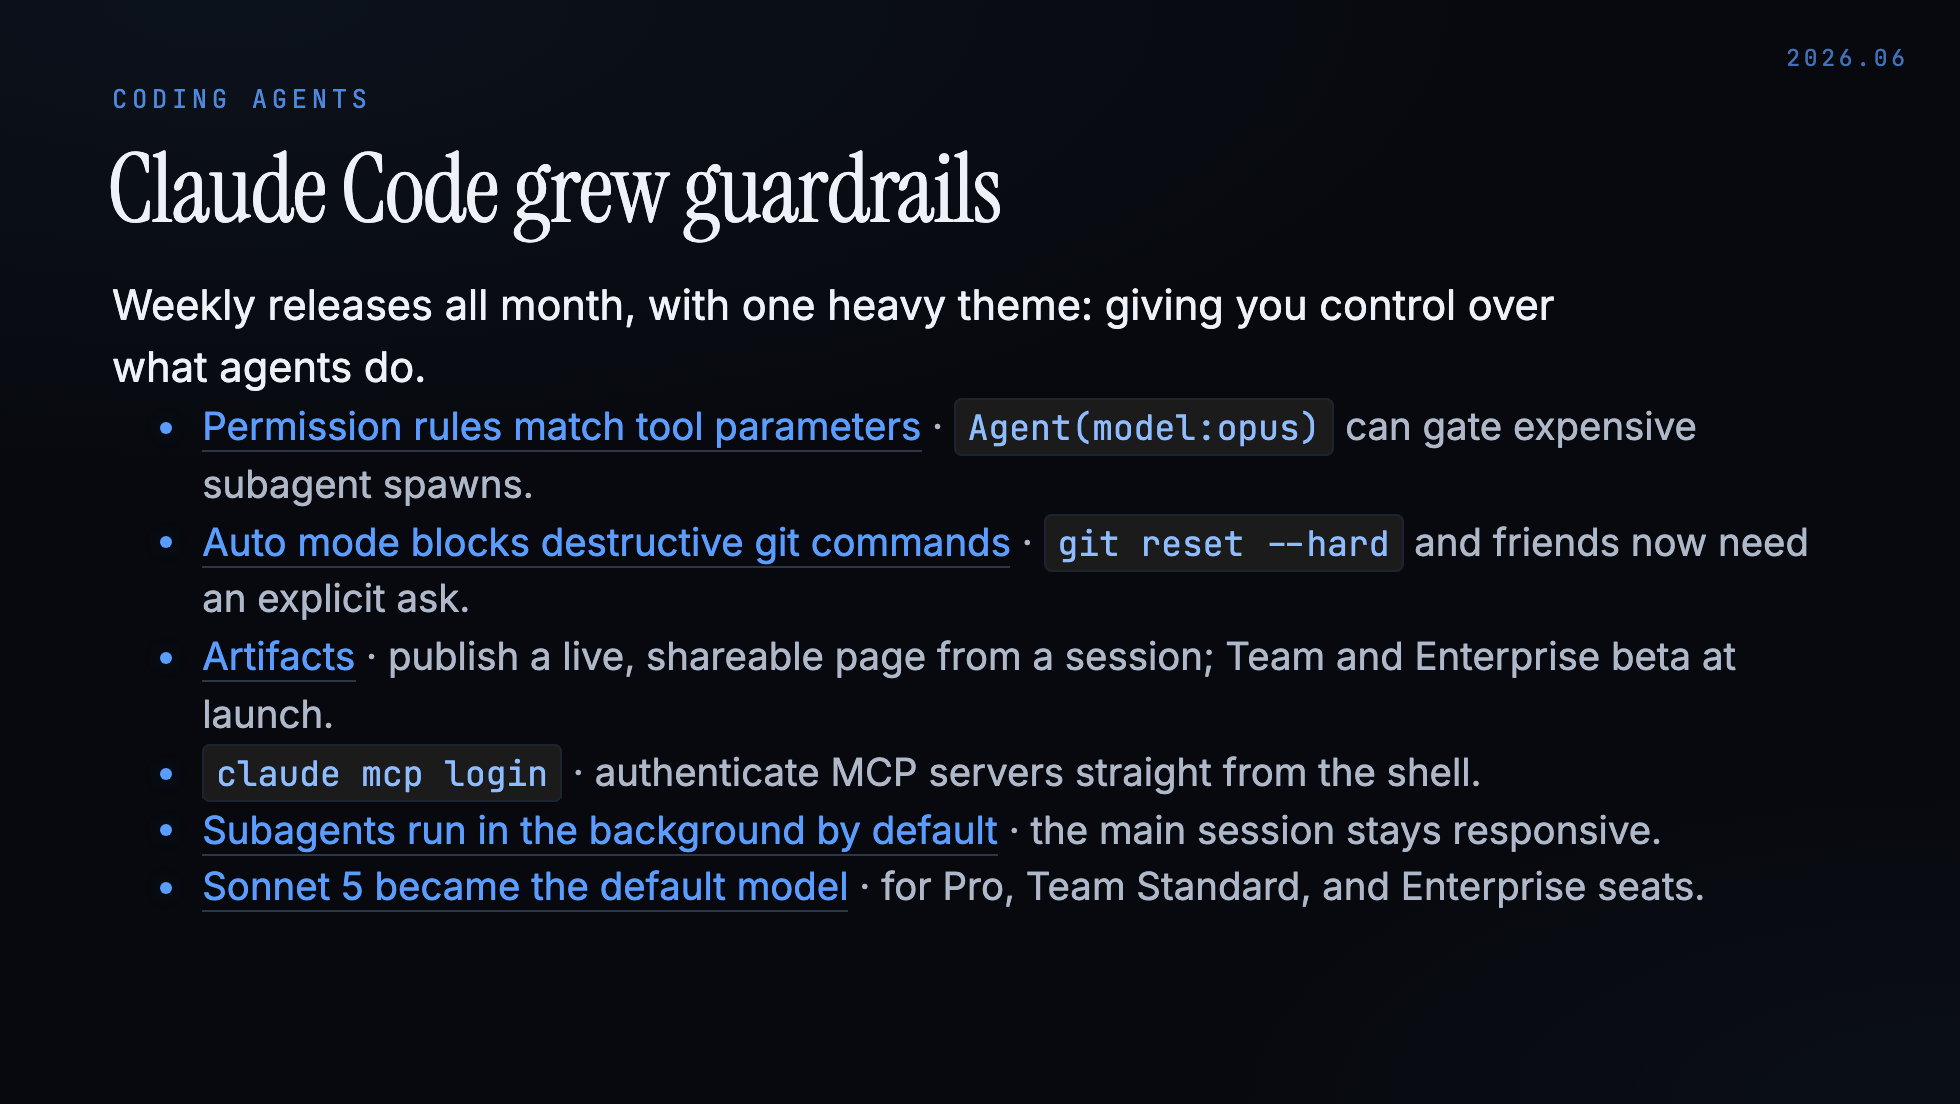 2026.06
CODING AGENTS
Claude Code grew guardrails
Weekly releases all month, with one heavy theme: giving you control over
what agents do.
• Permission rules match tool parameters · Agent(model:opus) can gate expensive
subagent spawns.
• Auto mode blocks destructive git commands · git reset --hard and friends now need
an explicit ask.
• Artifacts · publish a live, shareable page from a session; Team and Enterprise beta at
launch.
• claude mcp login · authenticate MCP servers straight from the shell.
• Subagents run in the background by default · the main session stays responsive.
• Sonnet 5 became the default model · for Pro, Team Standard, and Enterprise seats.